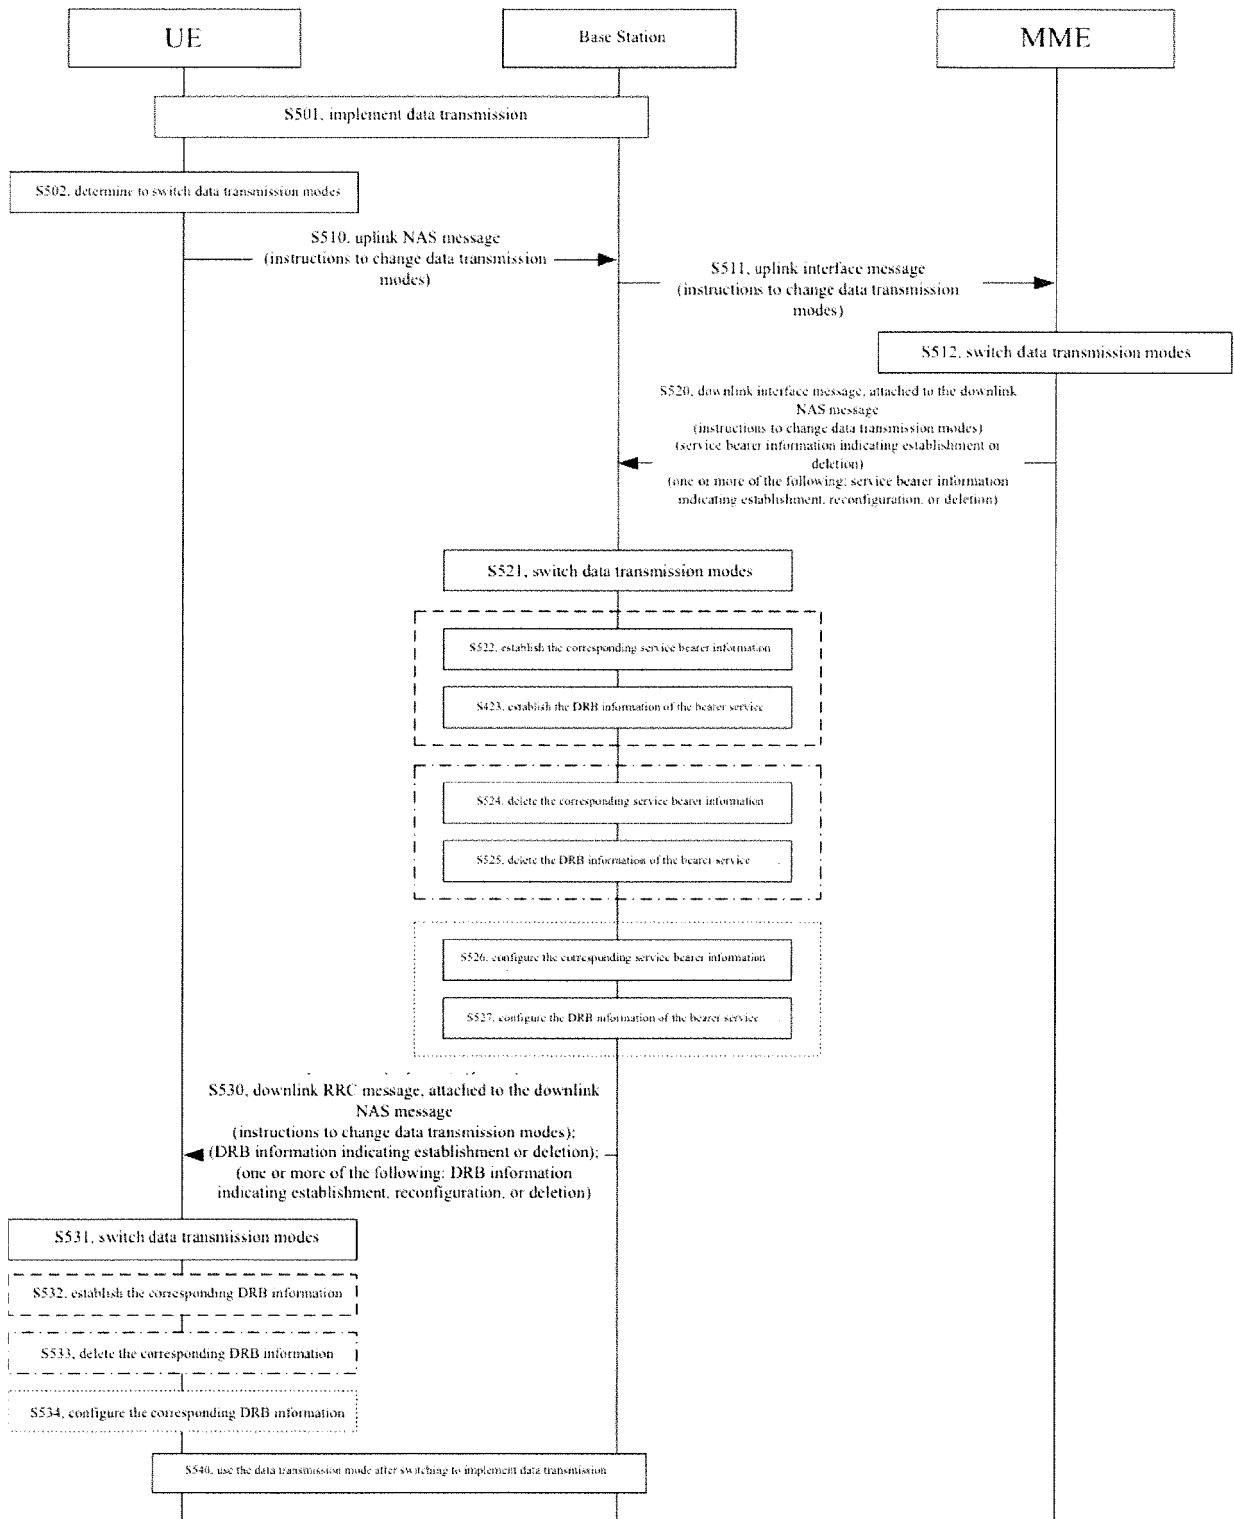 UE
Base Station
MME
S501, implement data transmission
S502, determine to switch data transmission modes
S510, uplink NAS message
(instructions to change data transmission
modes)
S511, uplink interface message
(instructions to change data transmission
modes)
S512, switch data transmission modes
S520, downlink interface message, attached to the downlink
NAS message
(instructions to change data transmission modes)
(service bearer information indicating establishment or
deletion)
(one or more of the following: service bearer information
indicating establishment, reconfiguration, or deletion)
S521, switch data transmission modes
S522, establish the corresponding service bearer information
S423, establish the DRB information of the bearer service
S524, delete the corresponding service bearer information
S525, delete the DRB information of the bearer service
S526, configure the corresponding service bearer information
S527, configure the DRB information of the bearer service
S530, downlink RRC message, attached to the downlink
NAS message
(instructions to change data transmission modes);
(DRB information indicating establishment or deletion);
(one or more of the following: DRB information
indicating establishment, reconfiguration, or deletion)
S531, switch data transmission modes
S532, establish the corresponding DRB information
S533, delete the corresponding DRB information
S534, configure the corresponding DRB information
S540, use the data transmission mode after switching to implement data transmission